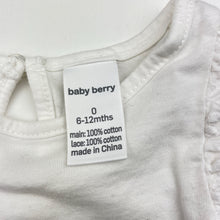 baby berry
0
6-12mths
main: 100% cotton
lace: 100% cotton
made in China